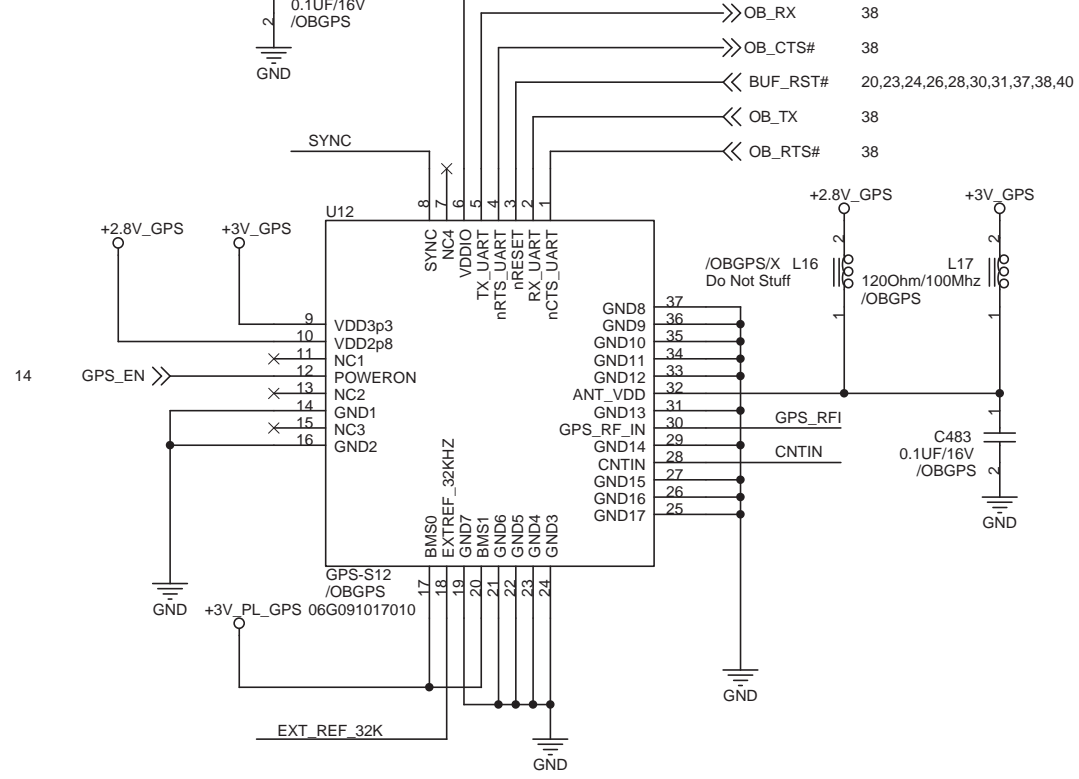 0.1UF/16V
/OBGPS
2
GND
OB_RX 38
OB_CTS# 38
BUF_RST# 20,23,24,26,28,30,31,37,38,40
OB_TX 38
OB_RTS# 38
SYNC
+2.8V_GPS
+3V_GPS
U12
8
7
6
5
4
3
2
1
SYNC
NC4
VDDIO
TX_UART
nRTS_UART
nRESET
RX_UART
nCTS_UART
+2.8V_GPS
+3V_GPS
2
2
/OBGPS/X L16
Do Not Stuff
L17
120Ohm/100Mhz
/OBGPS
1
1
9 VDD3p3
10 VDD2p8
11 NC1
14 GPS_EN 12 POWERON
13 NC2
14 GND1
15 NC3
16 GND2
GND8 37
GND9 36
GND10 35
GND11 34
GND12 33
ANT_VDD 32
GND13 31
GPS_RF_IN 30 GPS_RFI
GND14 29
CNTIN 28 CNTIN
GND15 27
GND16 26
GND17 25
1
C483
0.1UF/16V
/OBGPS
2
GND
BMS0
EXTREF_32KHZ
GND7
BMS1
GND6
GND5
GND4
GND3
17
18
19
20
21
22
23
24
GPS-S12
/OBGPS
06G091017010
GND
+3V_PL_GPS
EXT_REF_32K
GND
GND